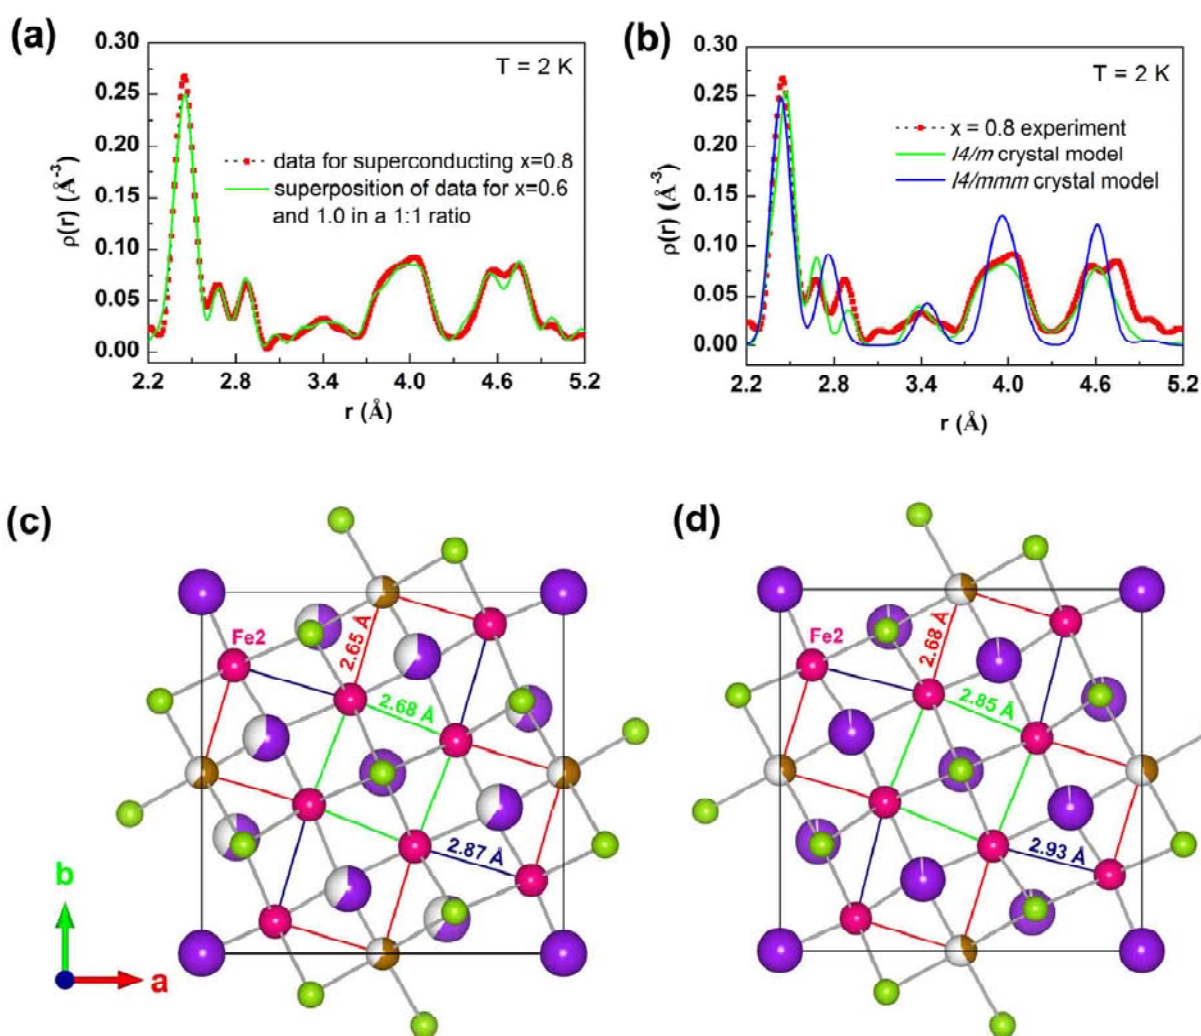 (a)
0.30
0.25
0.20
0.15
0.10
0.05
0.00
ρ(r) (Å⁻³)
T = 2 K
data for superconducting x=0.8
superposition of data for x=0.6
and 1.0 in a 1:1 ratio
2.2 2.8 3.4 4.0 4.6 5.2
r (Å)
(b)
0.30
0.25
0.20
0.15
0.10
0.05
0.00
ρ(r) (Å⁻³)
T = 2 K
x = 0.8 experiment
I4/m crystal model
I4/mmm crystal model
2.2 2.8 3.4 4.0 4.6 5.2
r (Å)
(c)
Fe2
2.65 Å
2.68 Å
2.87 Å
b
a
(d)
Fe2
2.68 Å
2.85 Å
2.93 Å